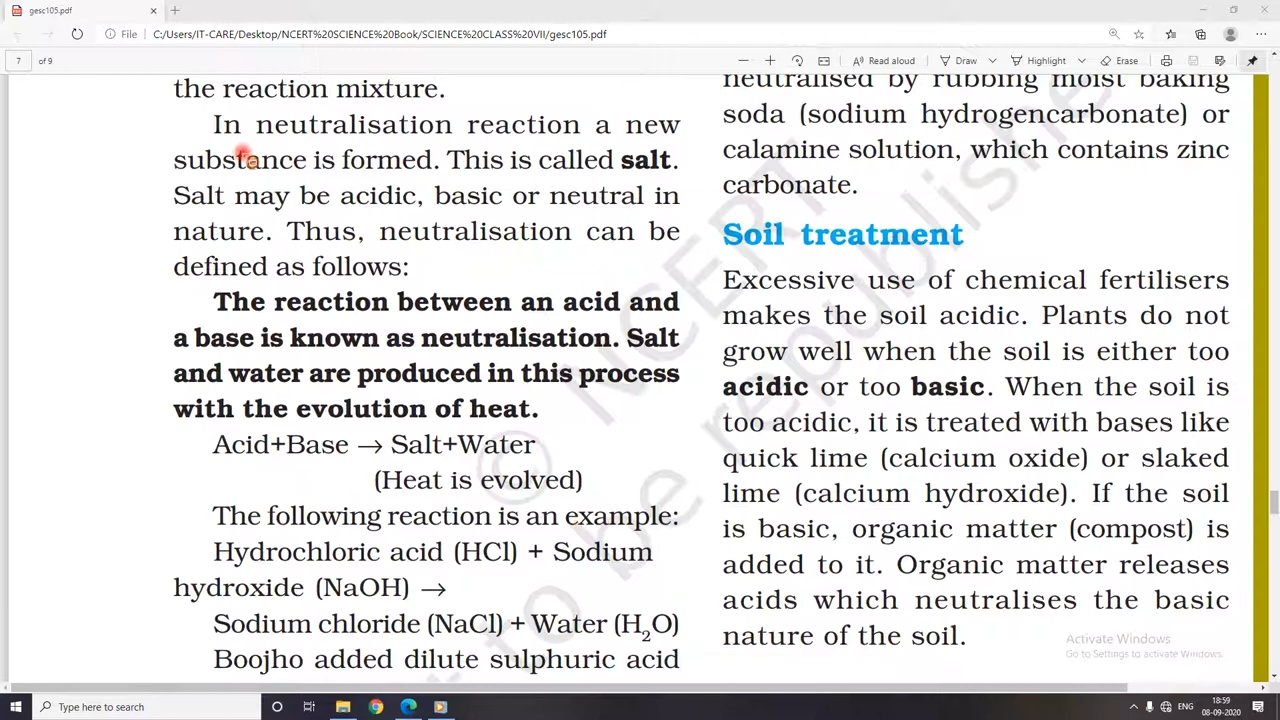 gesc105.pdf
File
C:/Users/IT-CARE/Desktop/NCERT%20SCIENCE%20Book/SCIENCE%20CLASS%20VII/gesc105.pdf
7 of 9
Read aloud
Draw
Highlight
Erase
the reaction mixture.
In neutralisation reaction a new
substance is formed. This is called salt.
Salt may be acidic, basic or neutral in
nature. Thus, neutralisation can be
defined as follows:
The reaction between an acid and
a base is known as neutralisation. Salt
and water are produced in this process
with the evolution of heat.
Acid+Base → Salt+Water
(Heat is evolved)
The following reaction is an example:
Hydrochloric acid (HCl) + Sodium
hydroxide (NaOH) →
Sodium chloride (NaCl) + Water (H₂O)
Boojho added dilute sulphuric acid
neutralised by rubbing moist baking
soda (sodium hydrogencarbonate) or
calamine solution, which contains zinc
carbonate.
Soil treatment
Excessive use of chemical fertilisers
makes the soil acidic. Plants do not
grow well when the soil is either too
acidic or too basic. When the soil is
too acidic, it is treated with bases like
quick lime (calcium oxide) or slaked
lime (calcium hydroxide). If the soil
is basic, organic matter (compost) is
added to it. Organic matter releases
acids which neutralises the basic
nature of the soil.
© NCERT
to be republishe
Activate Windows
Go to Settings to activate Windows.
Type here to search
ENG
18:59
08-09-2020